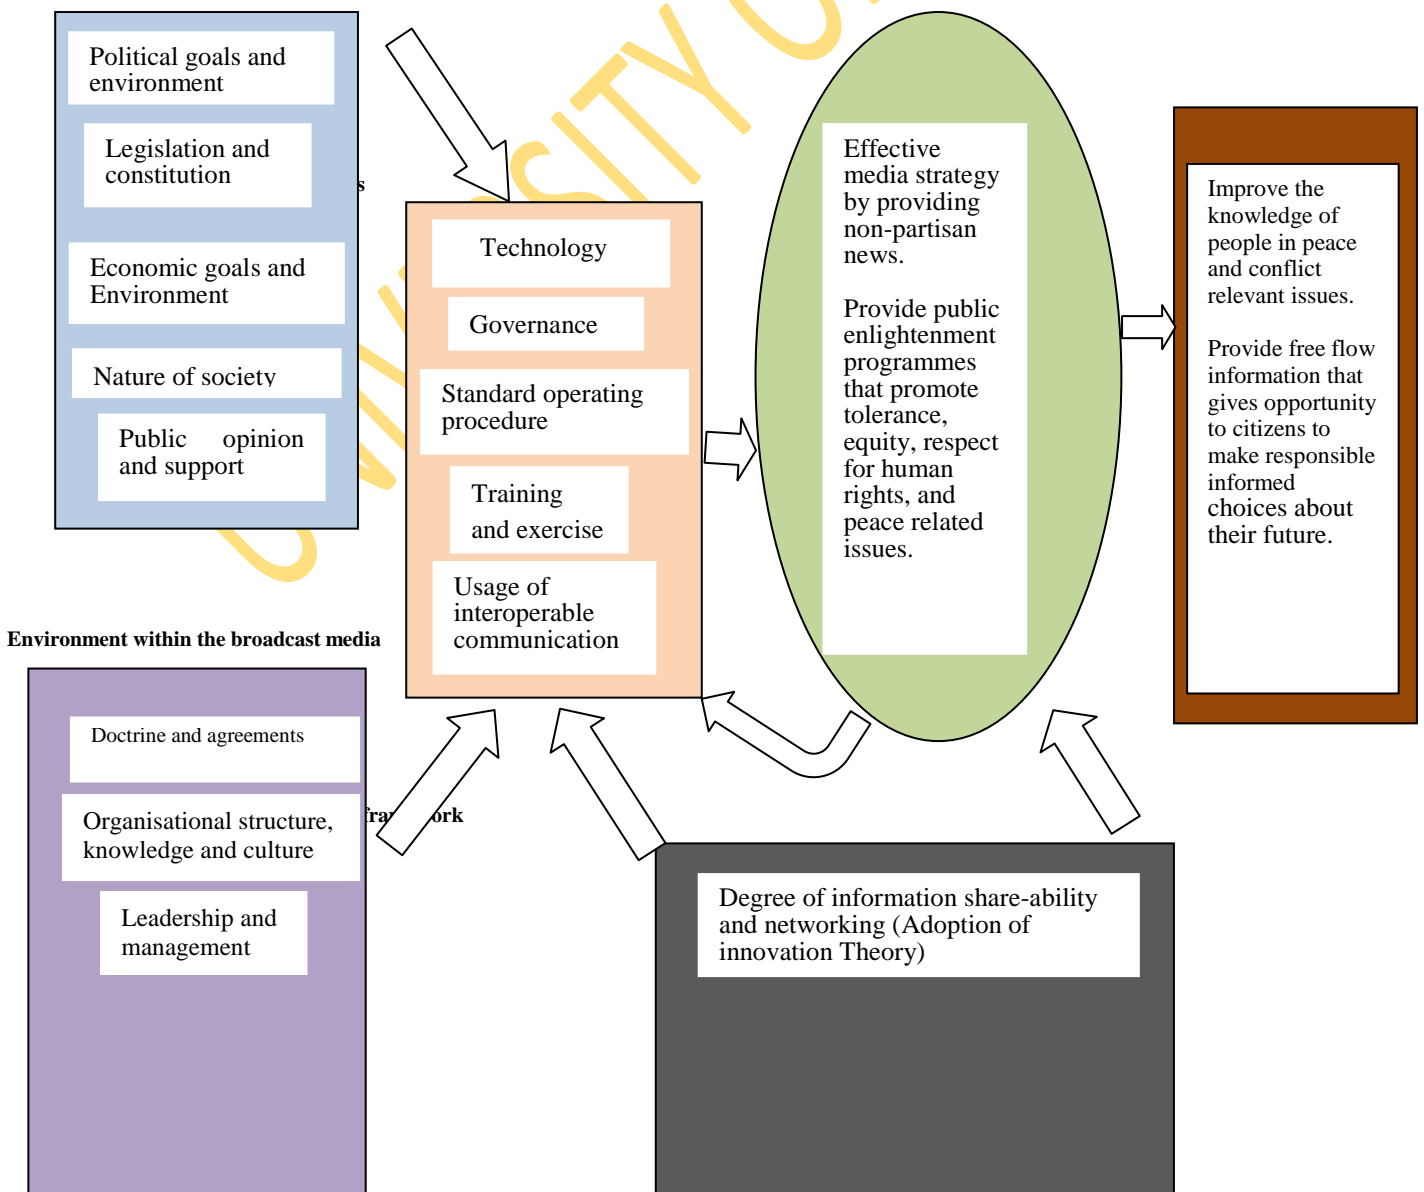 Political goals and
environment
Legislation and
constitution
s
Economic goals and
Environment
Nature of society
Public opinion
and support
Technology
Governance
Standard operating
procedure
Training
and exercise
Usage of
interoperable
communication
Effective
media strategy
by providing
non-partisan
news.
Provide public
enlightenment
programmes
that promote
tolerance,
equity, respect
for human
rights, and
peace related
issues.
Improve the
knowledge of
people in peace
and conflict
relevant issues.
Provide free flow
information that
gives opportunity
to citizens to
make responsible
informed
choices about
their future.
Environment within the broadcast media
Doctrine and agreements
Organisational structure,
knowledge and culture
Leadership and
management
Degree of information share-ability
and networking (Adoption of
innovation Theory)